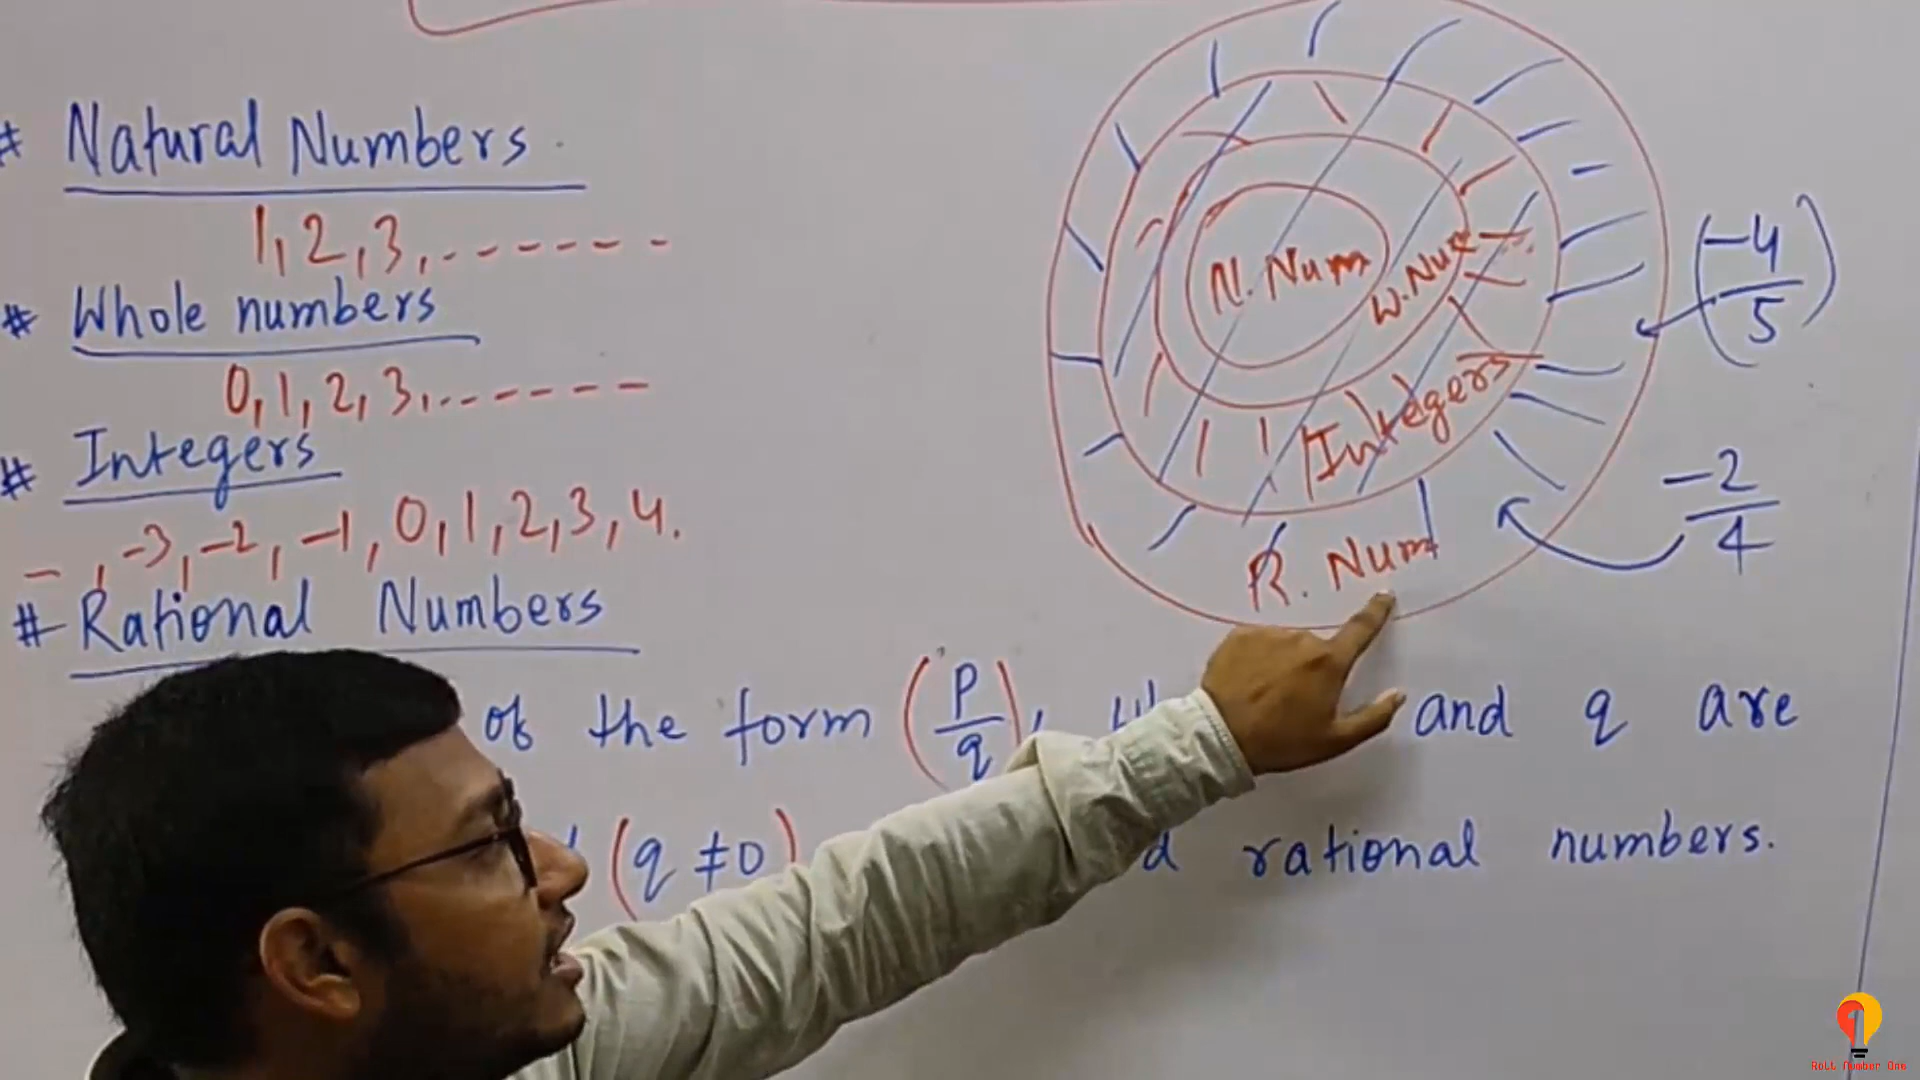 # Natural Numbers
1, 2, 3, -------
# Whole numbers
0, 1, 2, 3, -------
# Integers
- , -3, -2, -1, 0, 1, 2, 3, 4.
# Rational Numbers
of the form (p/q), and q are
(q ≠ 0) rational numbers.
N. Num
W. Num
Integers
R. Num
(-4/5)
-2/4
Roll Number One